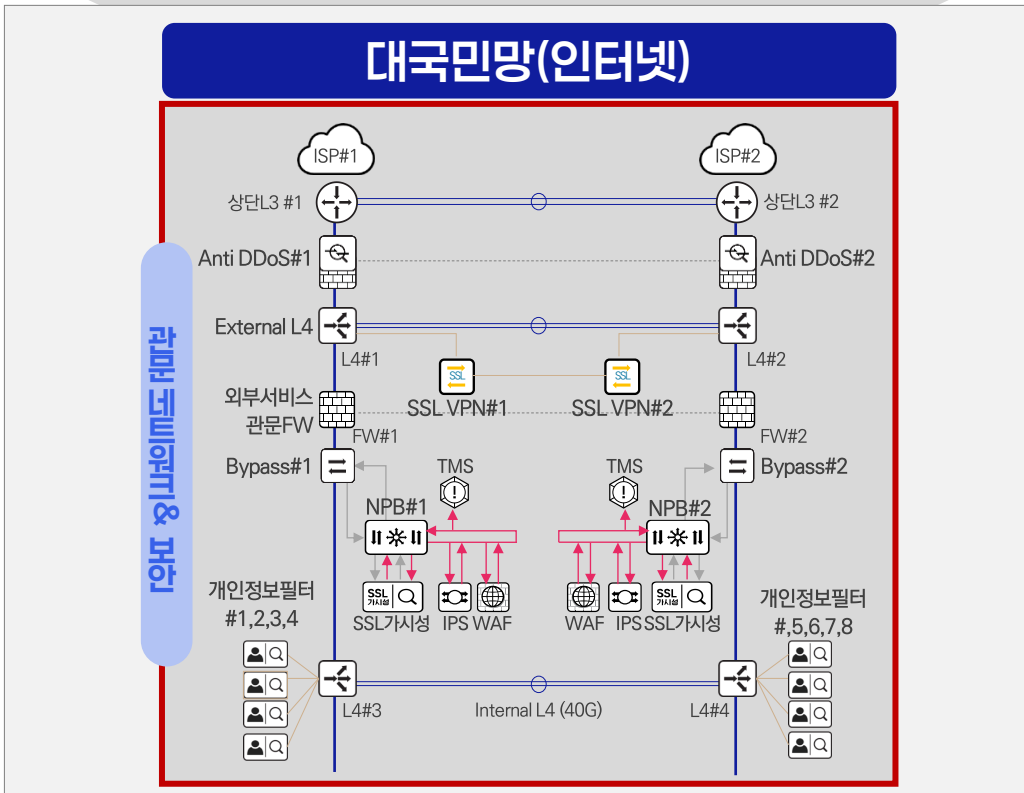 대국민망(인터넷)
ISP#1
ISP#2
상단L3 #1
상단L3 #2
Anti DDoS#1
Anti DDoS#2
External L4
L4#1
L4#2
SSL
SSL
외부서비스
관문FW
SSL VPN#1
SSL VPN#2
FW#1
FW#2
Bypass#1
Bypass#2
TMS
TMS
NPB#1
NPB#2
SSL
가시성
SSL
가시성
SSL가시성
IPS
WAF
WAF
IPS
SSL가시성
관문 네트워크& 보안
개인정보필터
#1,2,3,4
개인정보필터
#,5,6,7,8
L4#3
Internal L4 (40G)
L4#4